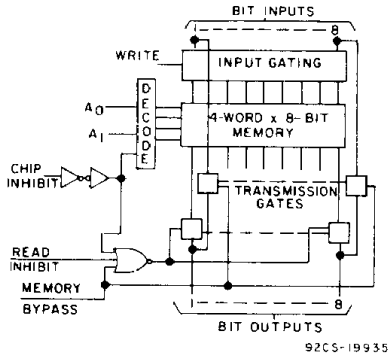 BIT INPUTS
8
WRITE
INPUT GATING
DECODE
A0
A1
4-WORD x 8-BIT
MEMORY
CHIP
INHIBIT
TRANSMISSION
GATES
READ
INHIBIT
MEMORY
BYPASS
8
BIT OUTPUTS
92CS-19935